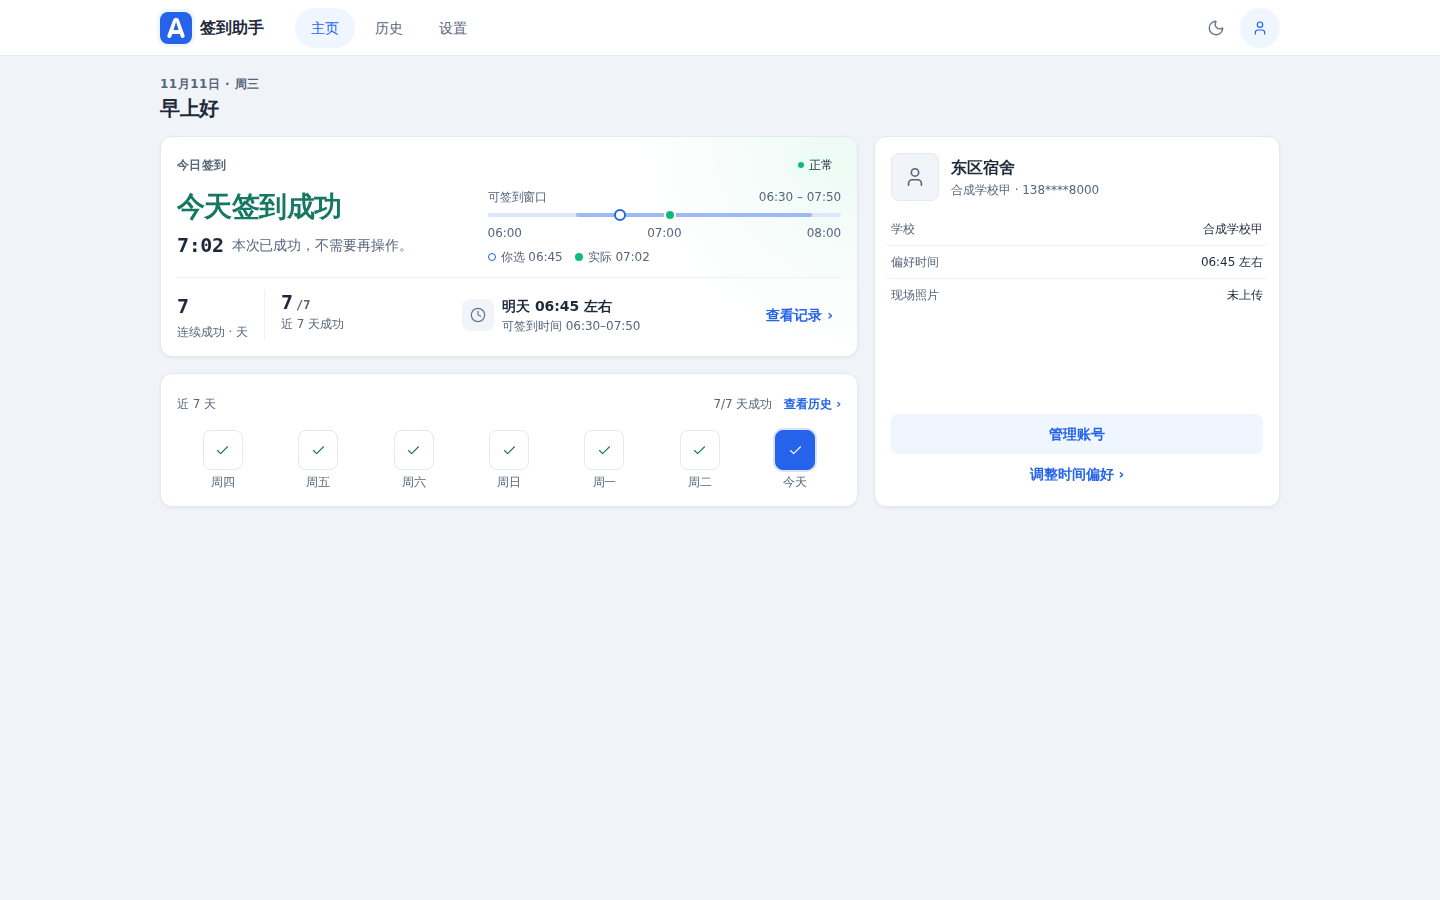 签到助手
主页
历史
设置
11月11日 · 周三
早上好
今日签到
正常
今天签到成功
7:02 本次已成功，不需要再操作。
可签到窗口
06:30 – 07:50
06:00
07:00
08:00
你选 06:45
实际 07:02
7
连续成功 · 天
7 /7
近 7 天成功
明天 06:45 左右
可签到时间 06:30–07:50
查看记录 ›
近 7 天
7/7 天成功
查看历史 ›
周四
周五
周六
周日
周一
周二
今天
东区宿舍
合成学校甲 · 138****8000
学校
合成学校甲
偏好时间
06:45 左右
现场照片
未上传
管理账号
调整时间偏好 ›